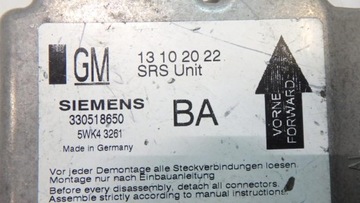 GM
13 10 20 22
SRS Unit
SIEMENS
330518650
5WK4 3261
Made in Germany
BA
VORNE
FORWARD
Vor jeder Demontage alle Steckverbindungen loesen
Montage nur nach Einbauanleitung
Before every disassembly, detach all connectors.
Assemble strictly according to manual instructions